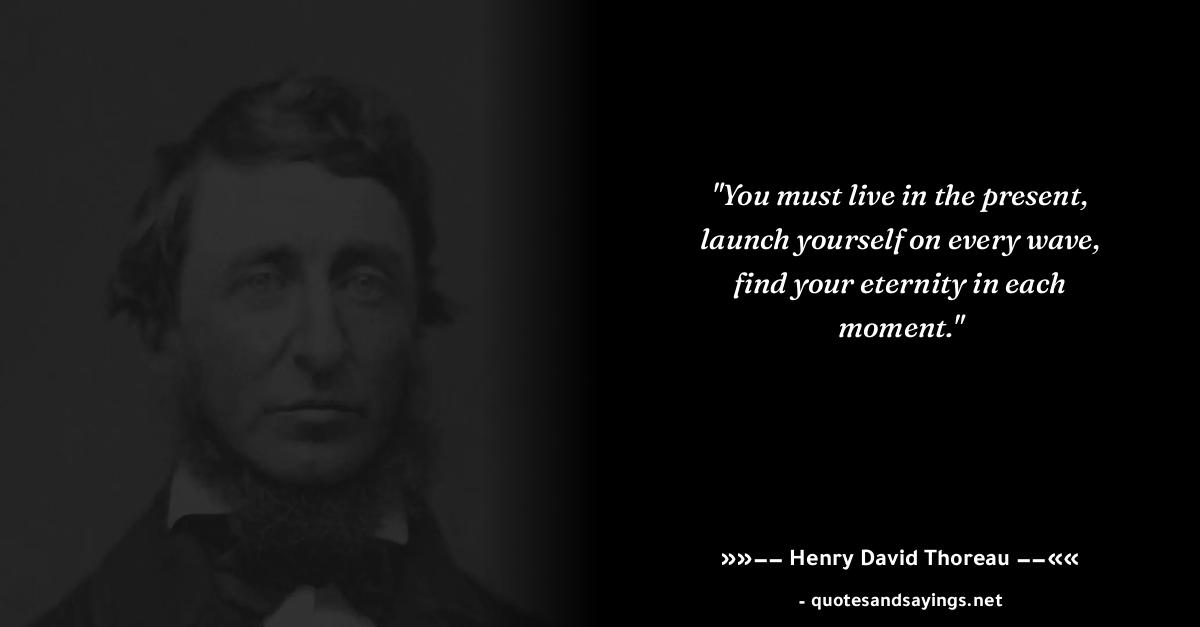 "You must live in the present,
launch yourself on every wave,
find your eternity in each
moment."
»»−− Henry David Thoreau −−««
- quotesandsayings.net